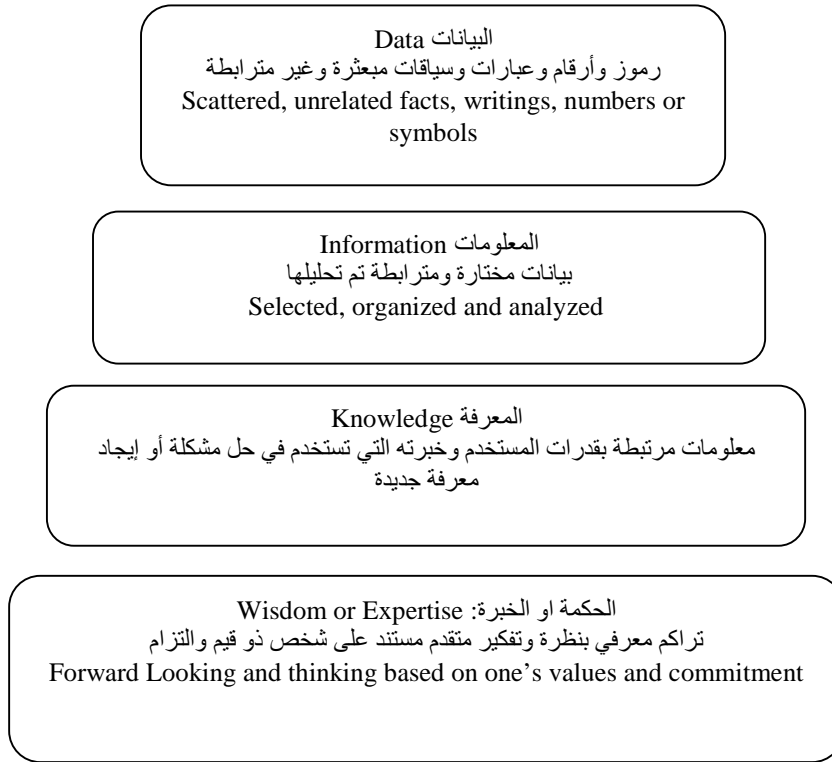 البيانات Data
رموز وأرقام وعبارات وسياقات مبعثرة وغير مترابطة
Scattered, unrelated facts, writings, numbers or
symbols
المعلومات Information
بيانات مختارة ومترابطة تم تحليلها
Selected, organized and analyzed
المعرفة Knowledge
معلومات مرتبطة بقدرات المستخدم وخبرته التي تستخدم في حل مشكلة أو إيجاد
معرفة جديدة
الحكمة او الخبرة: Wisdom or Expertise
تراكم معرفي بنظرة وتفكير متقدم مستند على شخص ذو قيم والتزام
Forward Looking and thinking based on one’s values and commitment